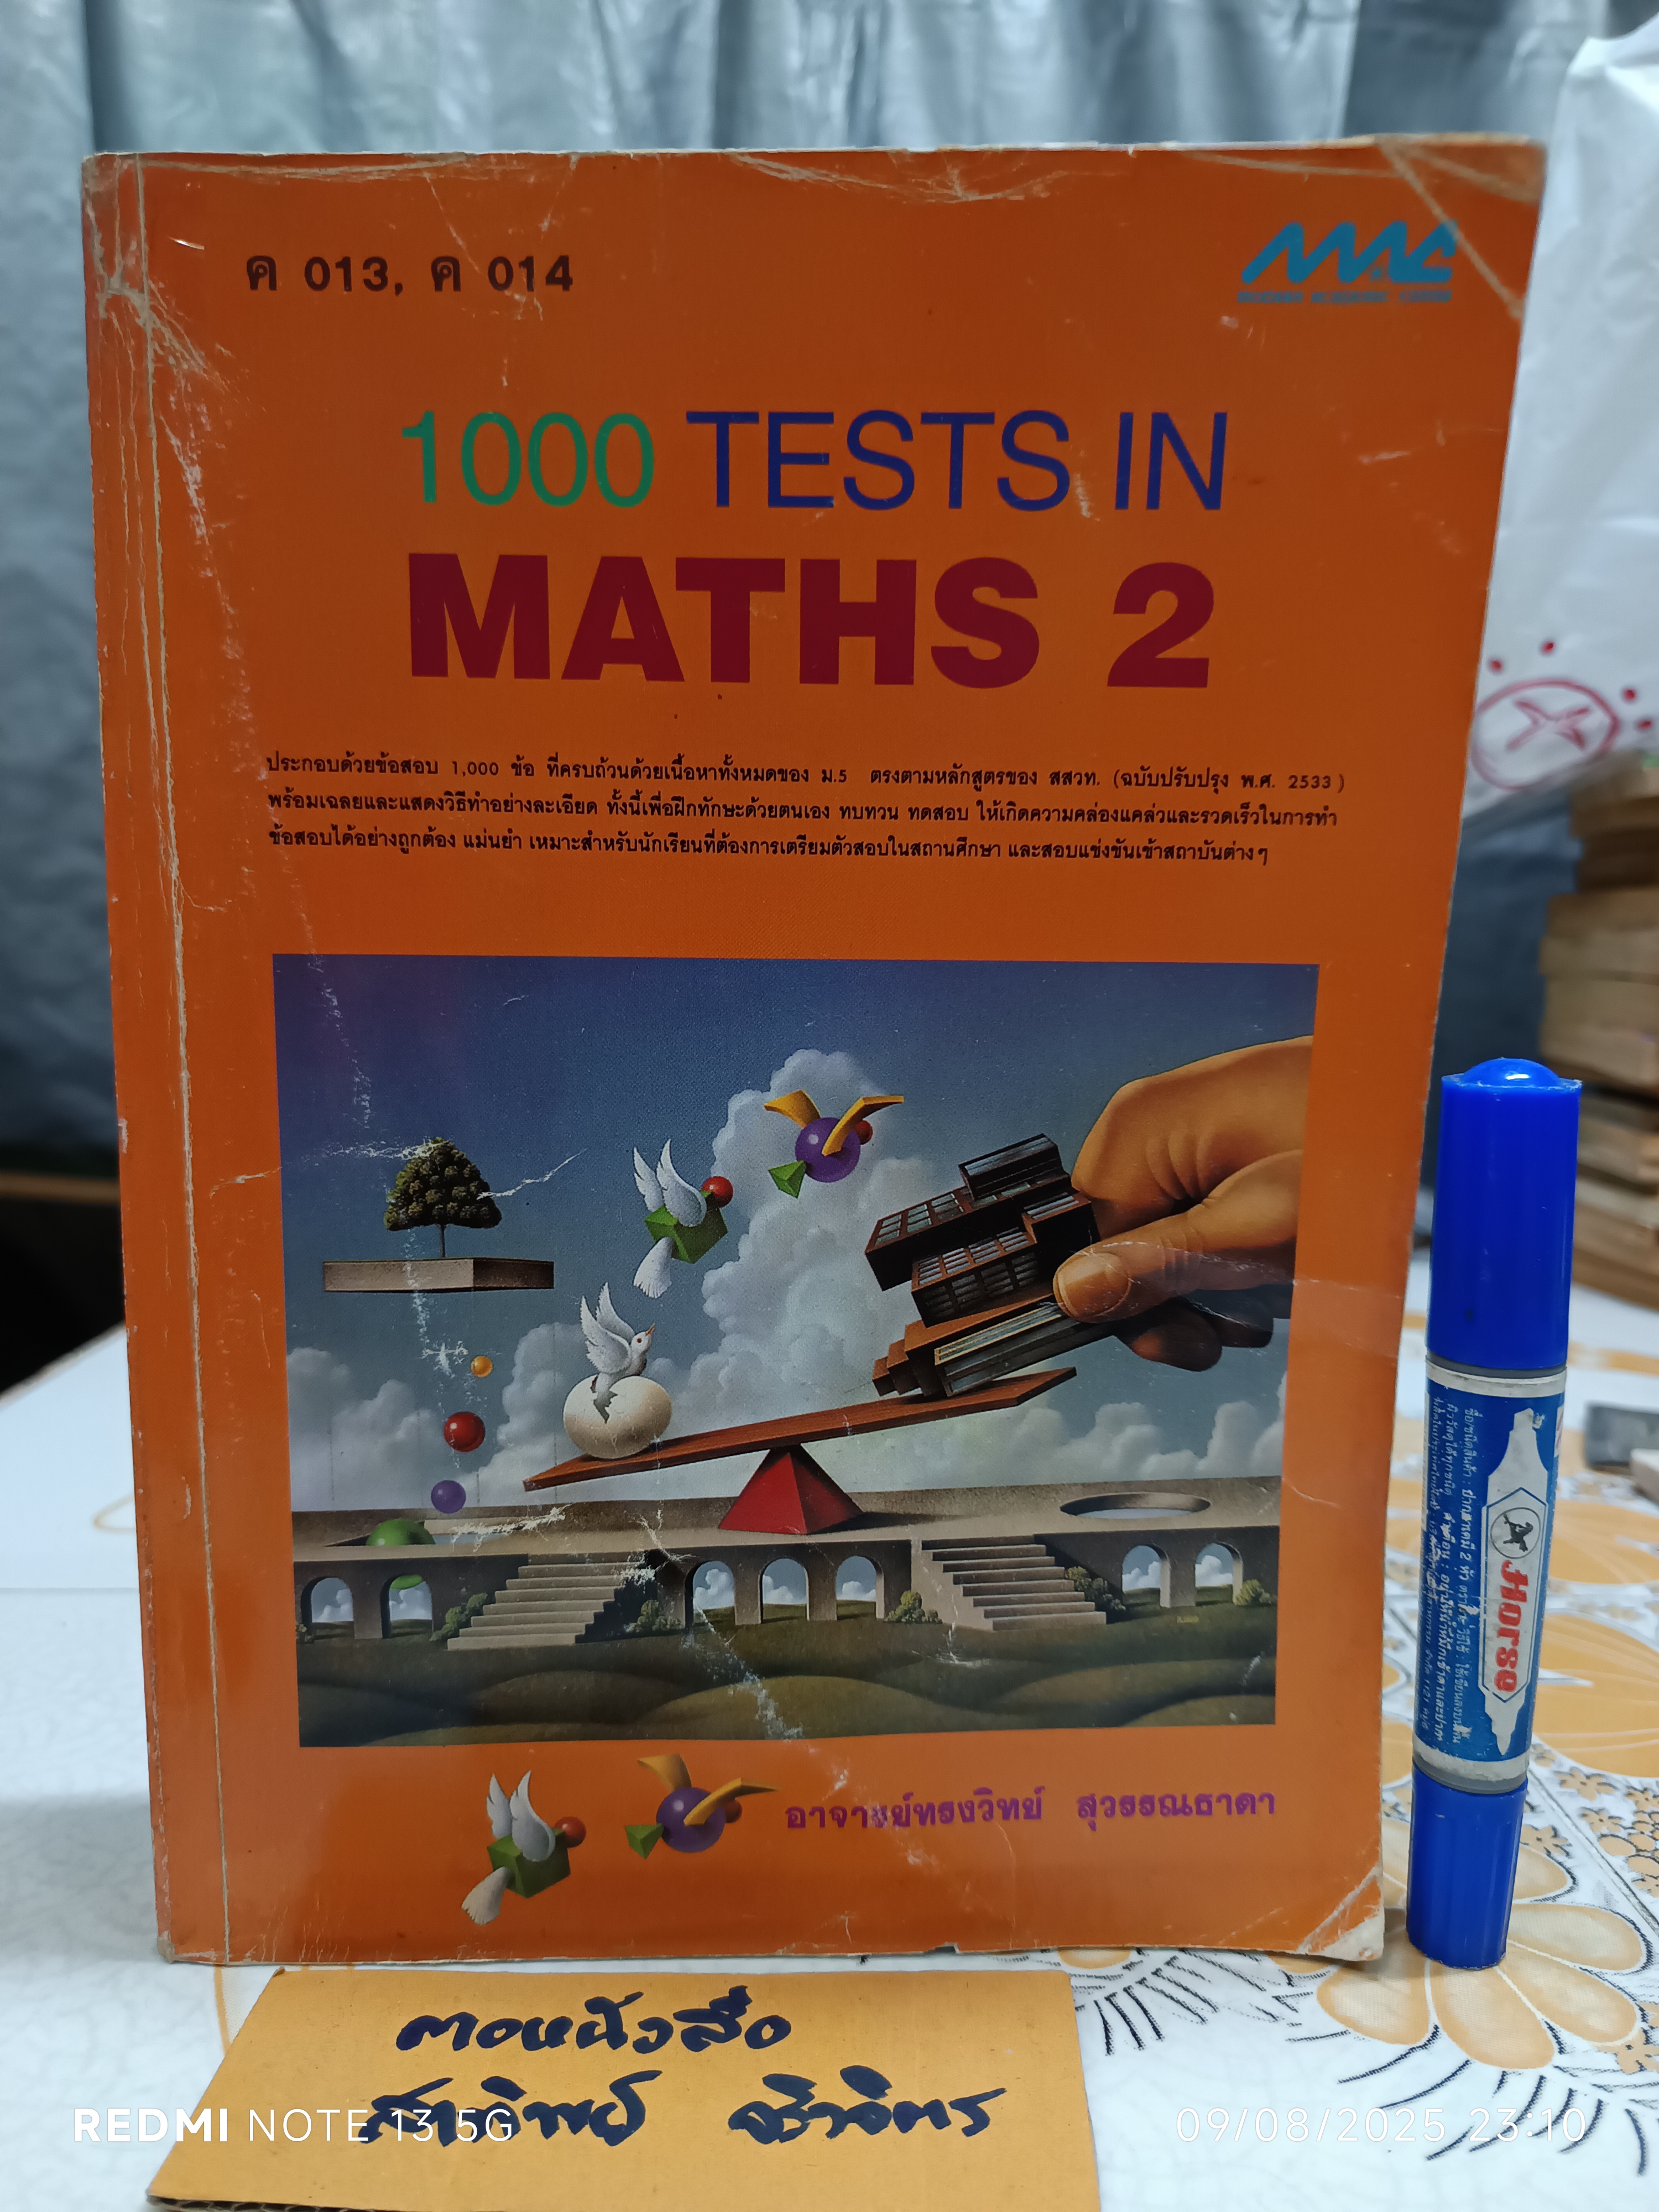 ค 013, ค 014
MAC
1000 TESTS IN
MATHS 2
ประกอบด้วยข้อสอบ 1,000 ข้อ ที่ครบถ้วนด้วยเนื้อหาทั้งหมดของ ม.5 ตรงตามหลักสูตรของ สสวท. (ฉบับปรับปรุง พ.ศ. 2533)
พร้อมเฉลยและแสดงวิธีทำอย่างละเอียด ทั้งนี้เพื่อฝึกทักษะด้วยตนเอง ทบทวน ทดสอบ ให้เกิดความคล่องแคล่วและรวดเร็วในการทำ
ข้อสอบได้อย่างถูกต้อง แม่นยำ เหมาะสำหรับนักเรียนที่ต้องการเตรียมตัวสอบในสถานศึกษา และสอบแข่งขันเข้าสถาบันต่างๆ
อาจารย์ทรงวิทย์ สุวรรณธาดา
Horse
กองหนังสือ
REDMI NOTE 13 5G
09/08/2025 23:10